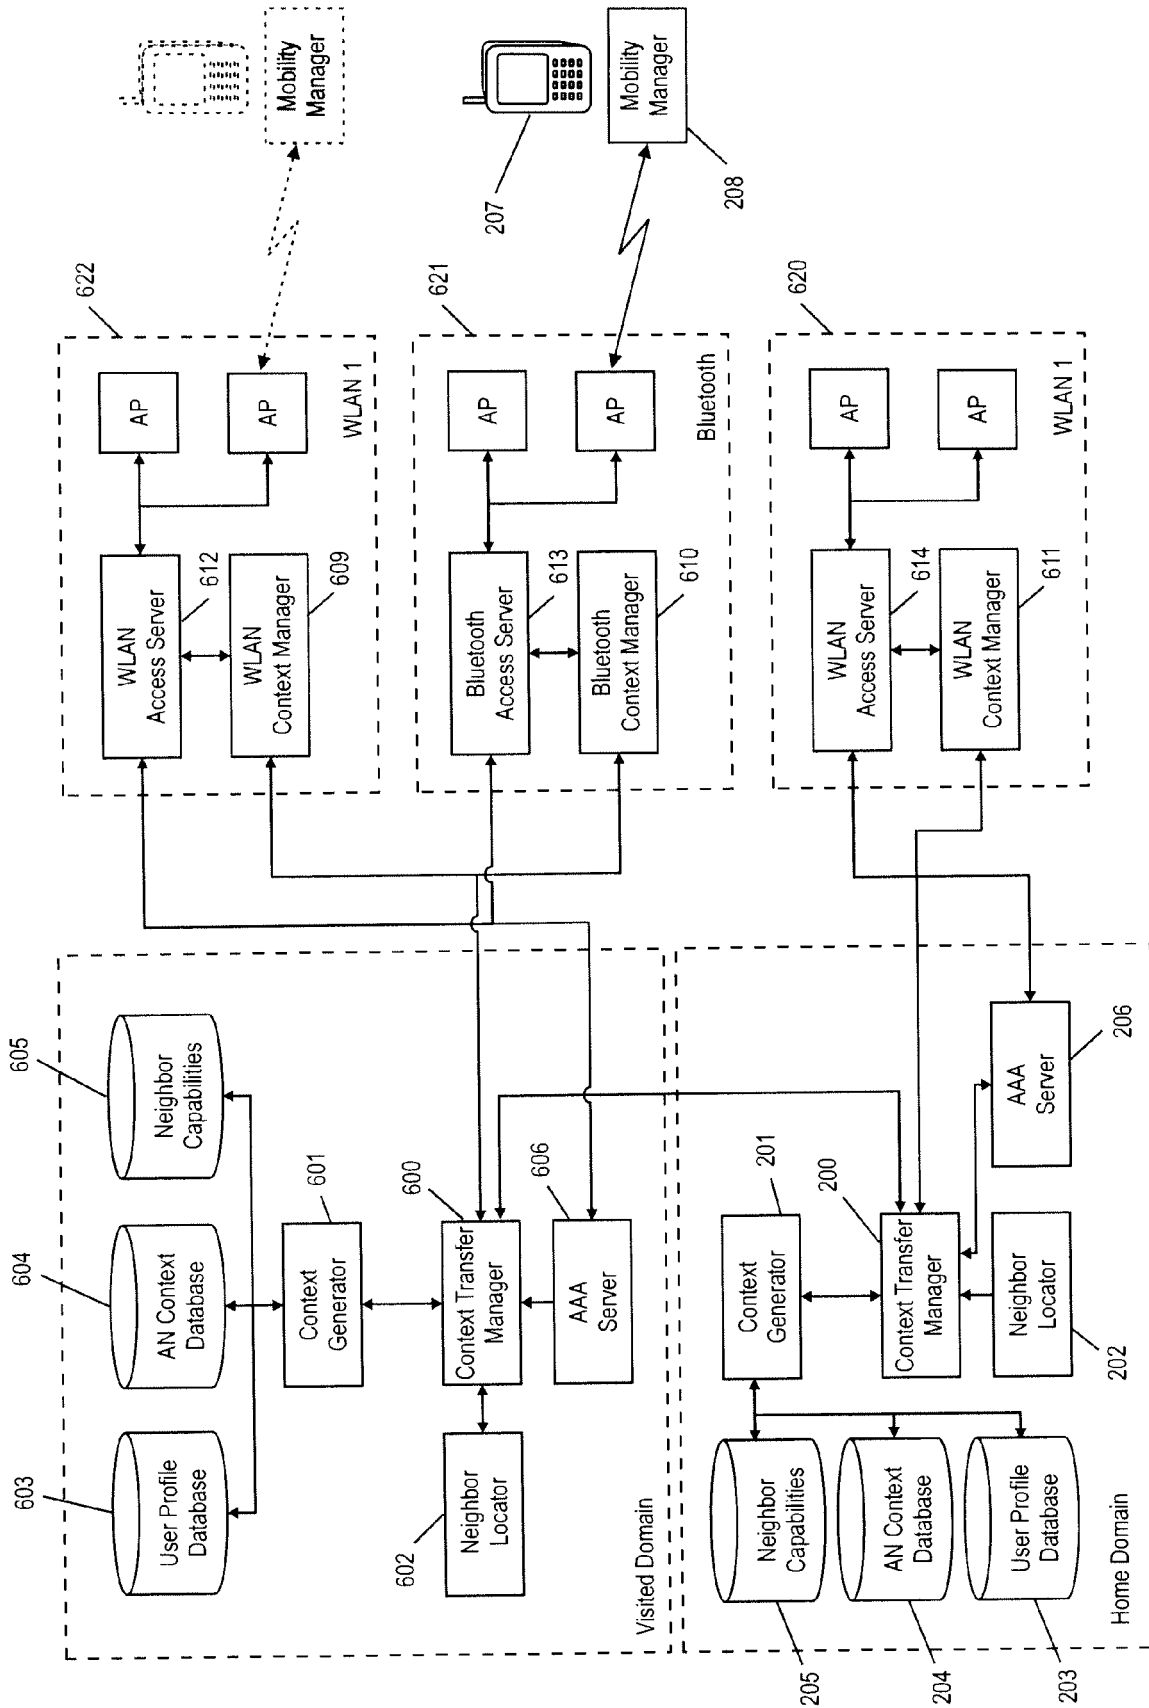 603
604
605
User Profile
Database
AN Context
Database
Neighbor
Capabilities
601
Context
Generator
600
Context Transfer
Manager
602
Neighbor
Locator
606
AAA
Server
Visited Domain
622
WLAN
Access Server
612
WLAN
Context Manager
609
AP
AP
WLAN 1
Mobility
Manager
621
Bluetooth
Access Server
613
Bluetooth
Context Manager
610
AP
AP
Bluetooth
207
Mobility
Manager
208
620
WLAN
Access Server
614
WLAN
Context Manager
611
AP
AP
WLAN 1
201
Context
Generator
200
Context Transfer
Manager
Neighbor
Locator
202
AAA
Server
206
Neighbor
Capabilities
205
AN Context
Database
204
User Profile
Database
203
Home Domain